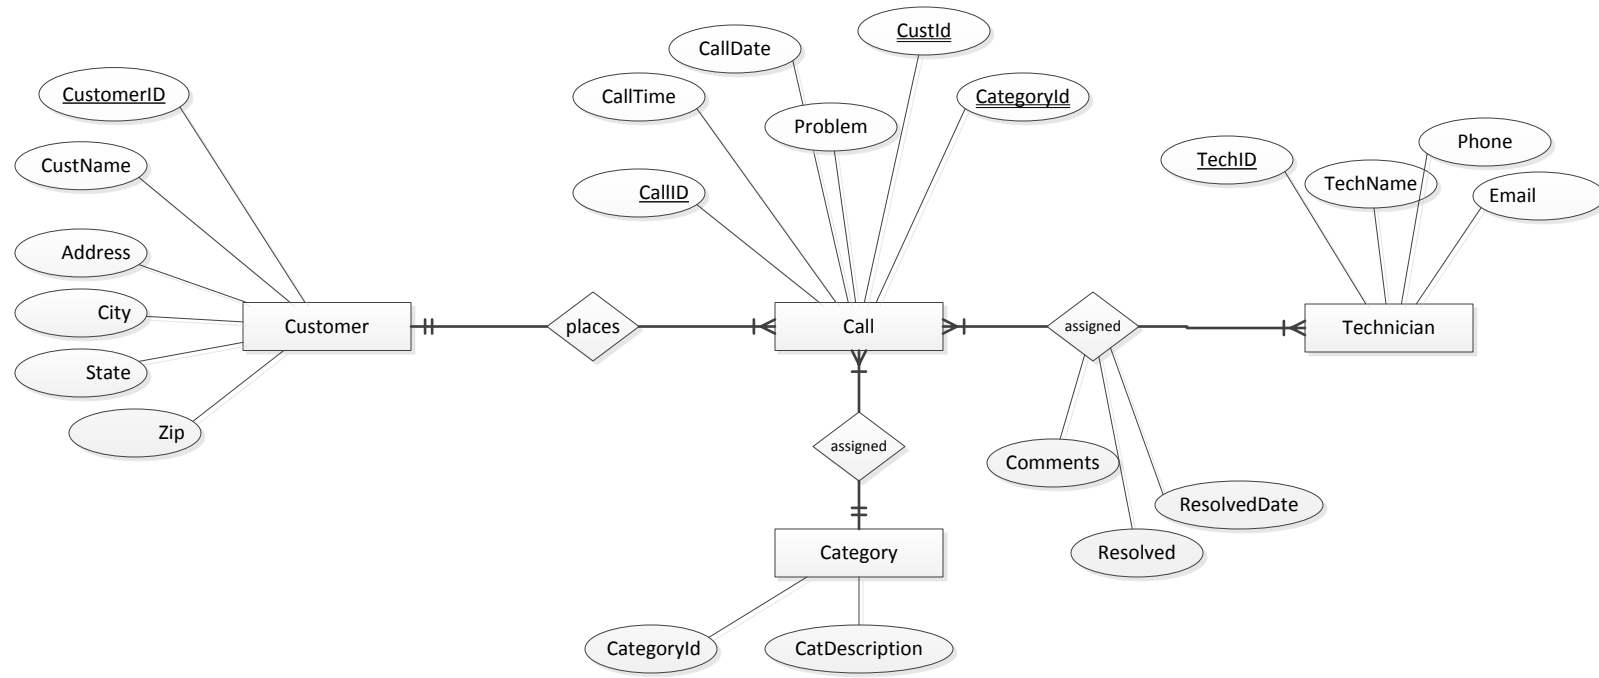 CustomerID
CustName
Address
City
State
Zip
Customer
places
CallDate
CustId
CallTime
Problem
CategoryId
CallID
Call
assigned
Category
CategoryId
CatDescription
assigned
Comments
Resolved
ResolvedDate
TechID
TechName
Phone
Email
Technician